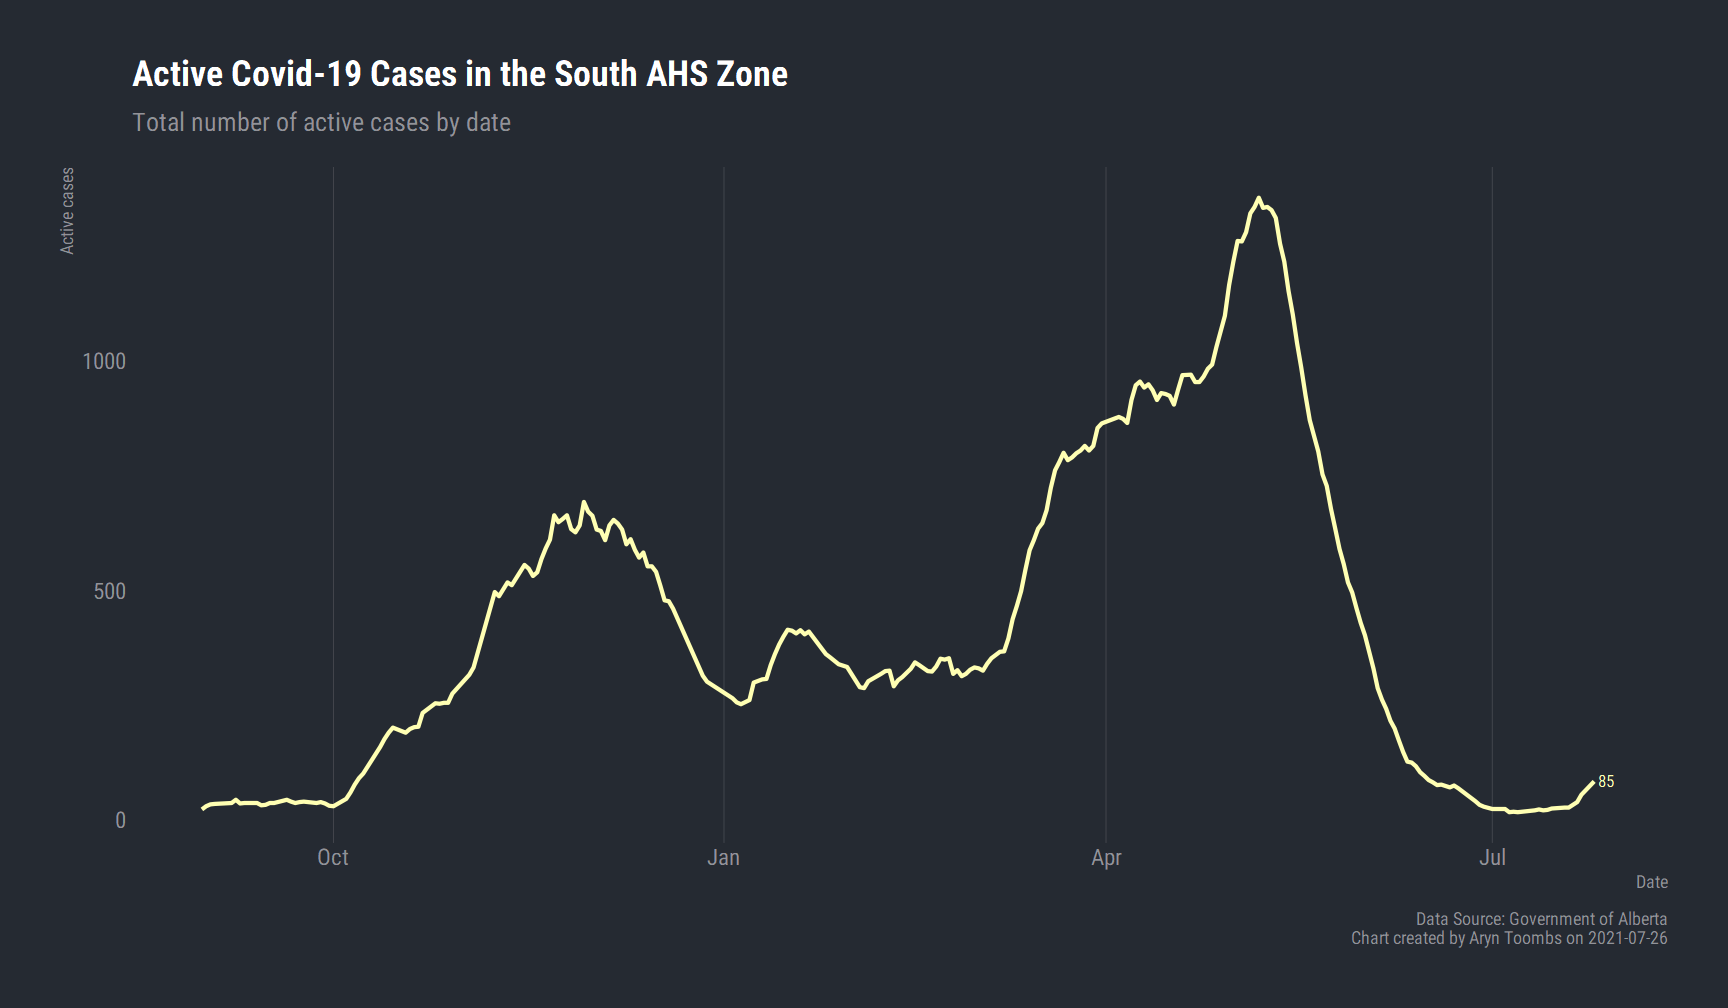 Active Covid-19 Cases in the South AHS Zone
Total number of active cases by date
Active cases
1000
500
0
85
Oct
Jan
Apr
Jul
Date
Data Source: Government of Alberta
Chart created by Aryn Toombs on 2021-07-26